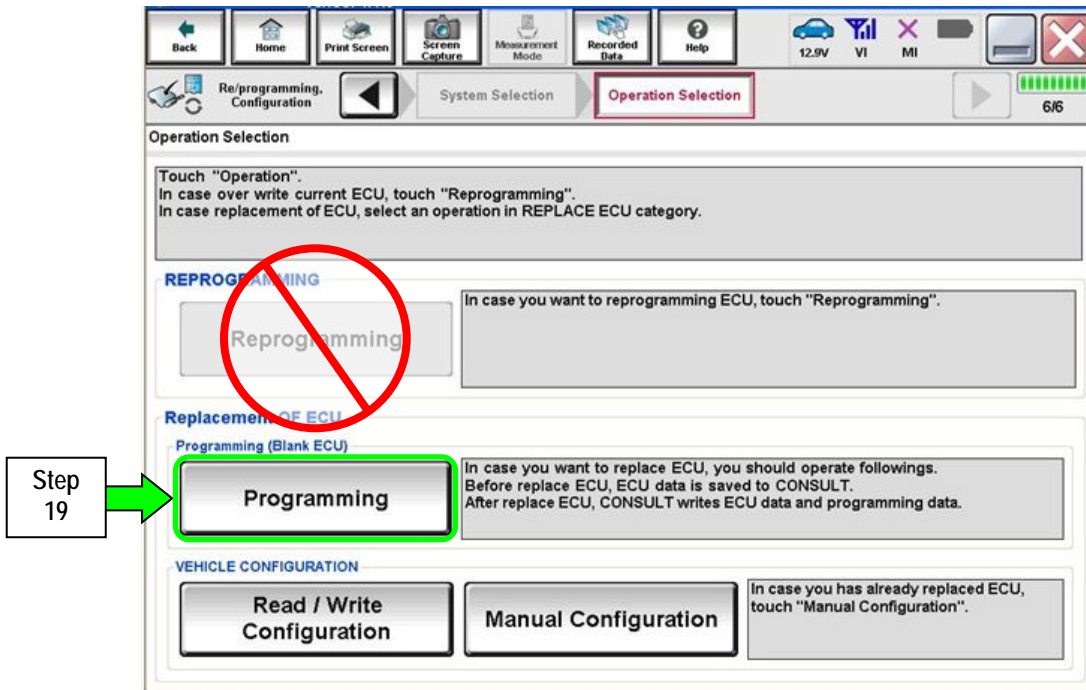 Back
Home
Print Screen
Screen
Capture
Measurement
Mode
Recorded
Data
Help
12.9V
VI
MI
Re/programming,
Configuration
System Selection
Operation Selection
6/6
Operation Selection
Touch "Operation".
In case over write current ECU, touch "Reprogramming".
In case replacement of ECU, select an operation in REPLACE ECU category.
REPROGRAMMING
Reprogramming
In case you want to reprogramming ECU, touch "Reprogramming".
Replacement OF ECU
Programming (Blank ECU)
Step
19
Programming
In case you want to replace ECU, you should operate followings.
Before replace ECU, ECU data is saved to CONSULT.
After replace ECU, CONSULT writes ECU data and programming data.
VEHICLE CONFIGURATION
Read / Write
Configuration
Manual Configuration
In case you has already replaced ECU,
touch "Manual Configuration".